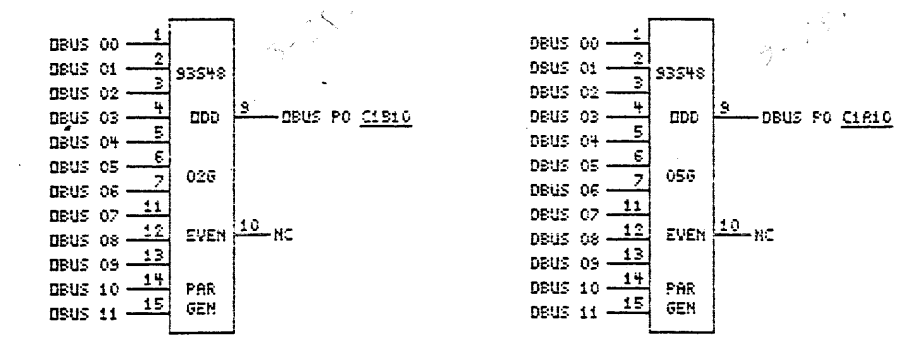 DBUS 00 1
DBUS 01 2
DBUS 02 3
DBUS 03 4
DBUS 04 5
DBUS 05 6
DBUS 06 7
DBUS 07 11
DBUS 08 12
DBUS 09 13
DBUS 10 14
DBUS 11 15
93S48
ODD
02G
EVEN
PAR
GEN
9 DBUS P0 C1B10
10 NC
DBUS 00 1
DBUS 01 2
DBUS 02 3
DBUS 03 4
DBUS 04 5
DBUS 05 6
DBUS 06 7
DBUS 07 11
DBUS 08 12
DBUS 09 13
DBUS 10 14
DBUS 11 15
93S48
ODD
05G
EVEN
PAR
GEN
9 DBUS P0 C1A10
10 NC